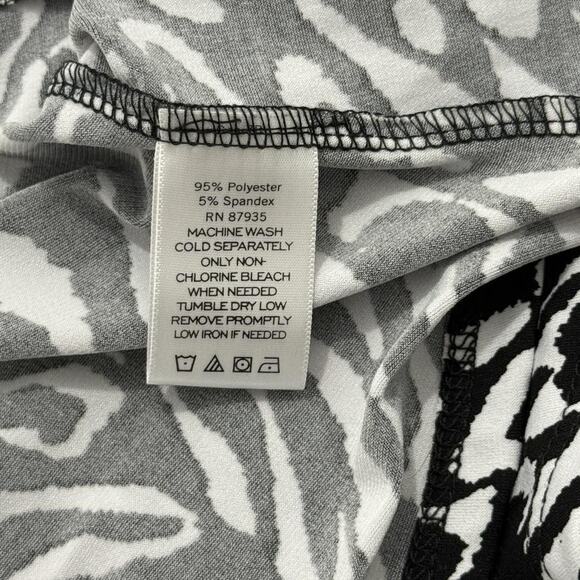 95% Polyester
5% Spandex
RN 87935
MACHINE WASH
COLD SEPARATELY
ONLY NON-
CHLORINE BLEACH
WHEN NEEDED
TUMBLE DRY LOW
REMOVE PROMPTLY
LOW IRON IF NEEDED